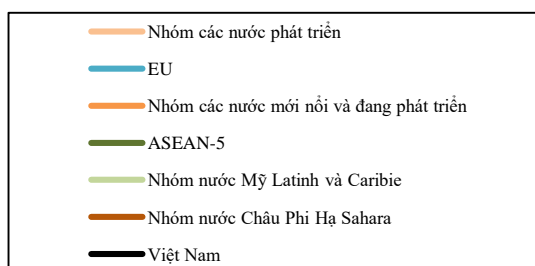 Nhóm các nước phát triển
EU
Nhóm các nước mới nổi và đang phát triển
ASEAN-5
Nhóm nước Mỹ Latinh và Caribie
Nhóm nước Châu Phi Hạ Sahara
Việt Nam